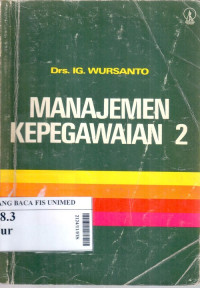 Drs. IG. WURSANTO
MANAJEMEN
KEPEGAWAIAN 2
ANG BACA FIS UNIMED
8.3
ur